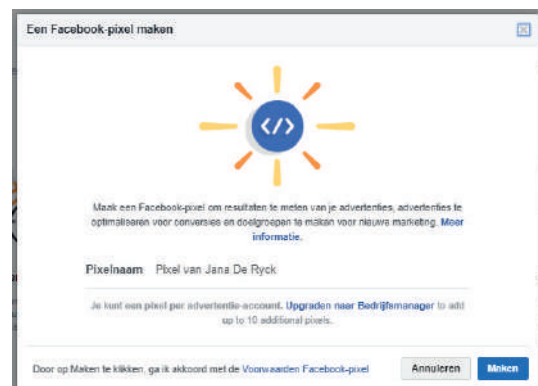 Een Facebook-pixel maken
</>
Maak een Facebook-pixel om resultaten te meten van je advertenties, advertenties te
optimaliseren voor conversies en doelgroepen te maken voor nieuwe marketing. Meer
informatie.
Pixelnaam Pixel van Jana De Ryck
Je kunt een pixel per advertentie-account. Upgraden naar Bedrijfsmanager to add
up to 10 additional pixels.
Door op Maken te klikken, ga ik akkoord met de Voorwaarden Facebook-pixel
Annuleren Maken